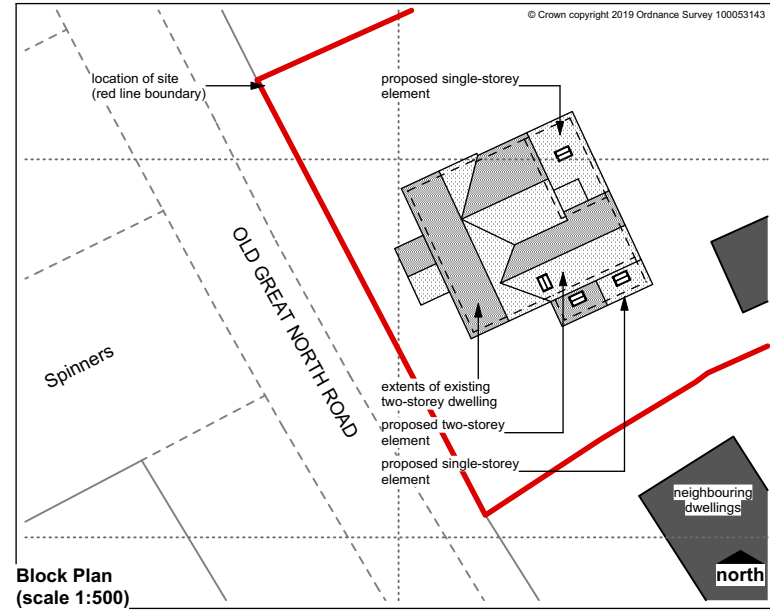 © Crown copyright 2019 Ordnance Survey 100053143
location of site
(red line boundary)
proposed single-storey
element
OLD GREAT NORTH ROAD
Spinners
extents of existing
two-storey dwelling
proposed two-storey
element
proposed single-storey
element
neighbouring
dwellings
north
Block Plan
(scale 1:500)